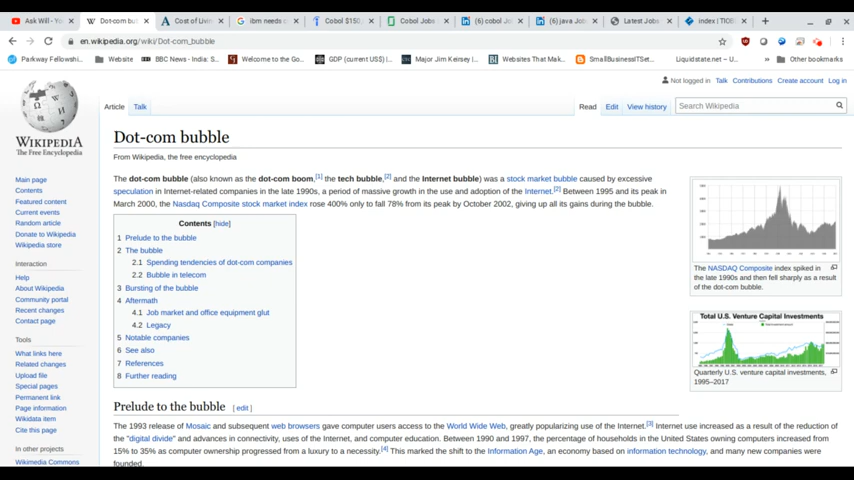 Ask Will - You
Dot-com bubble
Cost of Livin
ibm needs c
Cobol $150
Cobol Jobs
(6) cobol J
(6) java Jo
Latest Jobs
index | TIOB
en.wikipedia.org/wiki/Dot-com_bubble
Parkway Fellowshi...
Website
BBC News - India, S...
Welcome to the Go...
GDP (current US$) ...
Major Jim Keirsey |...
Websites That Mak...
SmallBusinessITSet...
Liquidstate.net – U...
»
Other bookmarks
Not logged in Talk Contributions Create account Log in
Article Talk
Read Edit View history
Search Wikipedia
WIKIPEDIA
The Free Encyclopedia
Main page
Contents
Featured content
Current events
Random article
Donate to Wikipedia
Wikipedia store
Interaction
Help
About Wikipedia
Community portal
Recent changes
Contact page
Tools
What links here
Related changes
Upload file
Special pages
Permanent link
Page information
Wikidata item
Cite this page
In other projects
Wikimedia Commons
Dot-com bubble
From Wikipedia, the free encyclopedia
The dot-com bubble (also known as the dot-com boom,[1] the tech bubble,[2] and the Internet bubble) was a stock market bubble caused by excessive
speculation in Internet-related companies in the late 1990s, a period of massive growth in the use and adoption of the Internet.[2] Between 1995 and its peak in
March 2000, the Nasdaq Composite stock market index rose 400% only to fall 78% from its peak by October 2002, giving up all its gains during the bubble.
Contents [hide]
1 Prelude to the bubble
2 The bubble
2.1 Spending tendencies of dot-com companies
2.2 Bubble in telecom
3 Bursting of the bubble
4 Aftermath
4.1 Job market and office equipment glut
4.2 Legacy
5 Notable companies
6 See also
7 References
8 Further reading
The NASDAQ Composite index spiked in
the late 1990s and then fell sharply as a result
of the dot-com bubble.
Total U.S. Venture Capital Investments
Quarterly U.S. venture capital investments,
1995–2017
Prelude to the bubble [ edit ]
The 1993 release of Mosaic and subsequent web browsers gave computer users access to the World Wide Web, greatly popularizing use of the Internet.[3] Internet use increased as a result of the reduction of
the "digital divide" and advances in connectivity, uses of the Internet, and computer education. Between 1990 and 1997, the percentage of households in the United States owning computers increased from
15% to 35% as computer ownership progressed from a luxury to a necessity.[4] This marked the shift to the Information Age, an economy based on information technology, and many new companies were
founded.